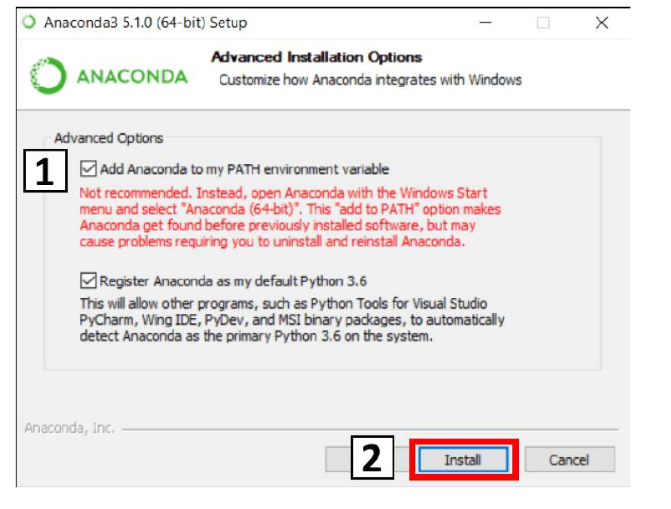 Anaconda3 5.1.0 (64-bit) Setup
Advanced Installation Options
ANACONDA
Customize how Anaconda integrates with Windows
Advanced Options
1
Add Anaconda to my PATH environment variable
Not recommended. Instead, open Anaconda with the Windows Start
menu and select "Anaconda (64-bit)". This "add to PATH" option makes
Anaconda get found before previously installed software, but may
cause problems requiring you to uninstall and reinstall Anaconda.
Register Anaconda as my default Python 3.6
This will allow other programs, such as Python Tools for Visual Studio
PyCharm, Wing IDE, PyDev, and MSI binary packages, to automatically
detect Anaconda as the primary Python 3.6 on the system.
Anaconda, Inc.
2
Install
Cancel